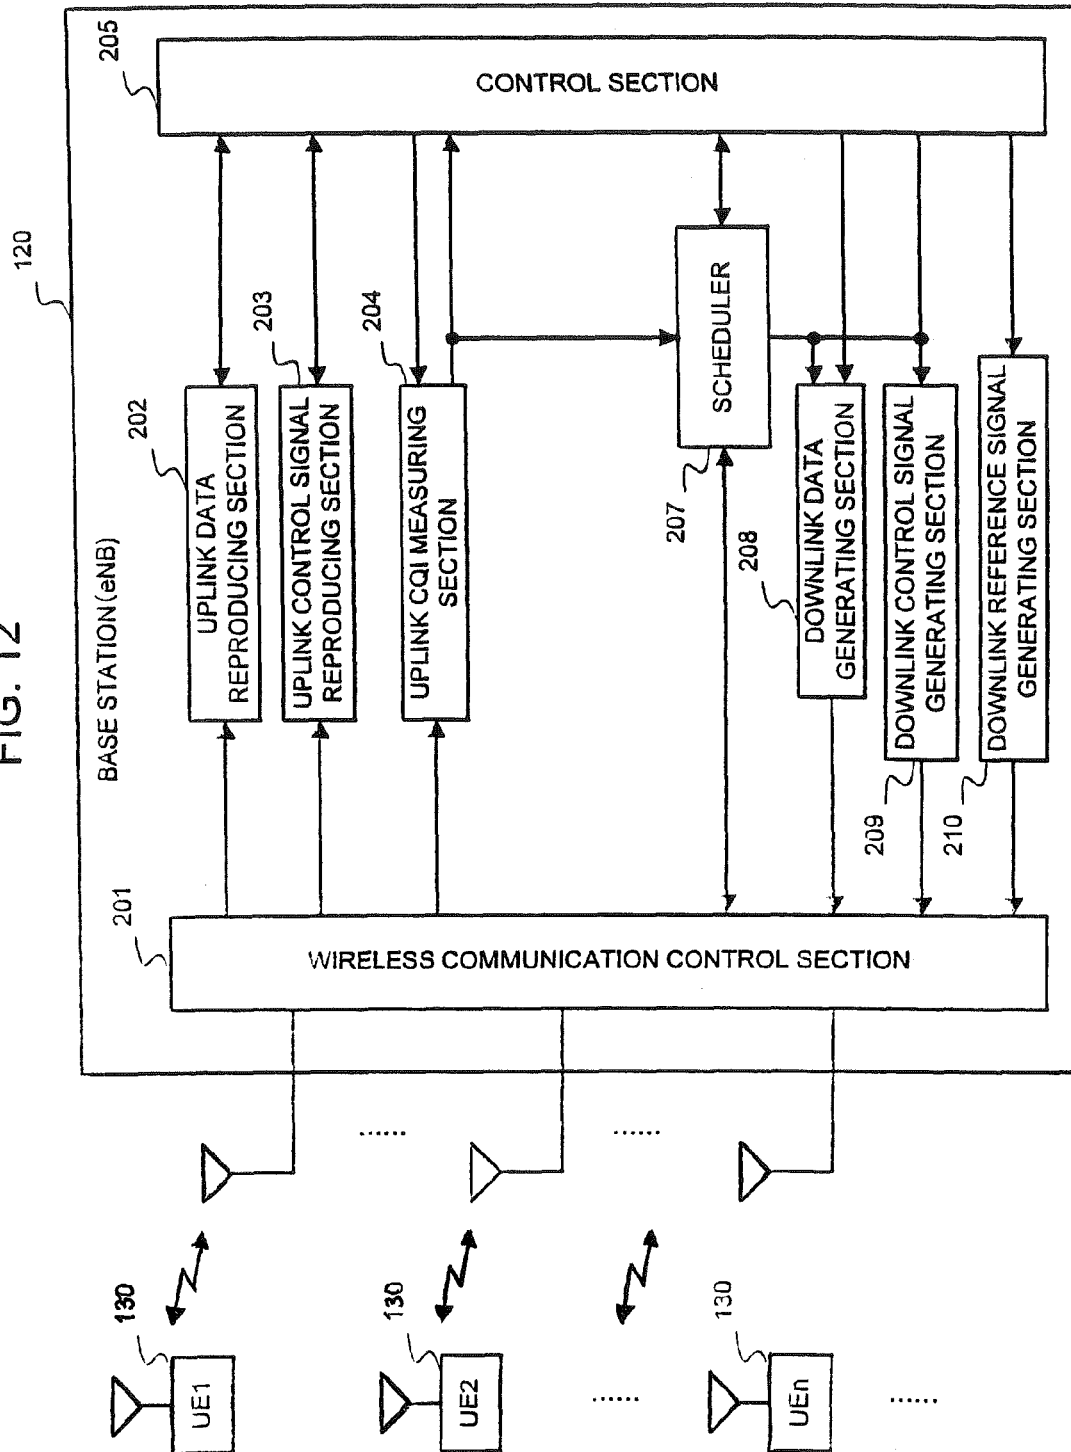 FIG. 12
120
BASE STATION(eNB)
205
CONTROL SECTION
202
UPLINK DATA
REPRODUCING SECTION
203
UPLINK CONTROL SIGNAL
REPRODUCING SECTION
204
UPLINK CQI MEASURING
SECTION
207
SCHEDULER
208
DOWNLINK DATA
GENERATING SECTION
209
DOWNLINK CONTROL SIGNAL
GENERATING SECTION
210
DOWNLINK REFERENCE SIGNAL
GENERATING SECTION
201
WIRELESS COMMUNICATION CONTROL SECTION
130
UE1
130
UE2
130
UEn